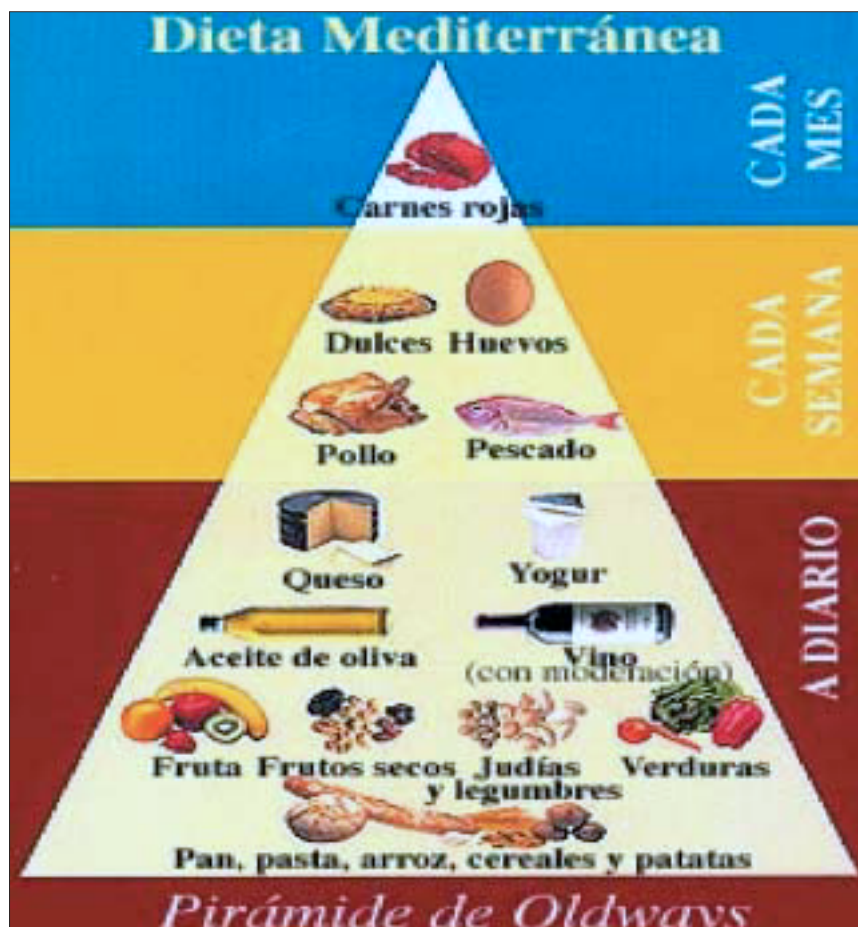 Dieta Mediterránea
CADA
MES
Carnes rojas
CADA
SEMANA
Dulces Huevos
Pollo Pescado
A DIARIO
Queso Yogur
Aceite de oliva Vino
(con moderación)
Fruta Frutos secos Judías Verduras
y legumbres
Pan, pasta, arroz, cereales y patatas
Pirámide de Oldways